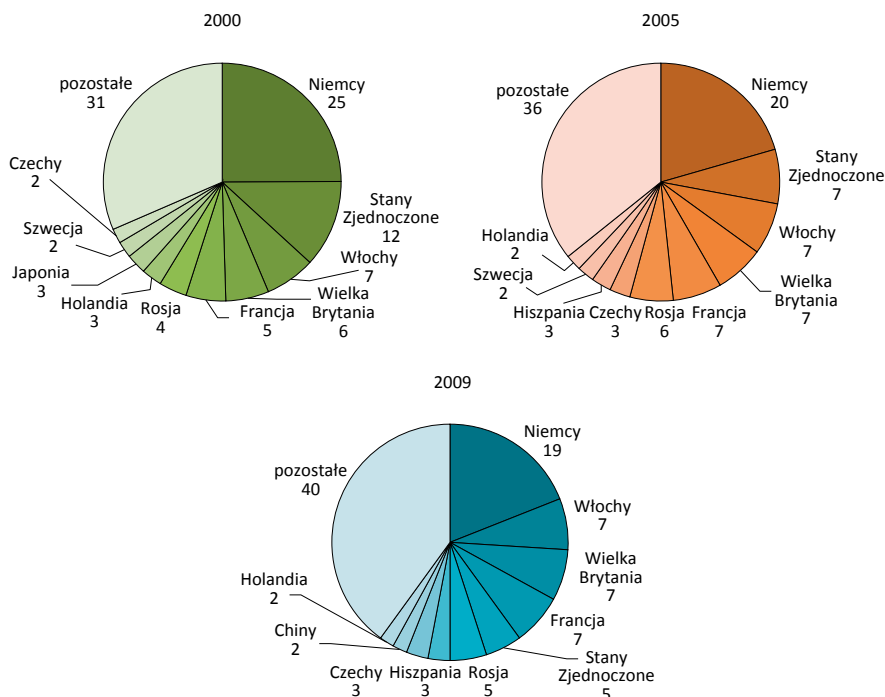 2000
Niemcy
25
Stany
Zjednoczone
12
Włochy
7
Wielka
Brytania
6
Francja
5
Rosja
4
Holandia
3
Japonia
3
Szwecja
2
Czechy
2
pozostałe
31
2005
Niemcy
20
Stany
Zjednoczone
7
Włochy
7
Wielka
Brytania
7
Francja
7
Rosja
6
Czechy
3
Hiszpania
3
Szwecja
2
Holandia
2
pozostałe
36
2009
Niemcy
19
Włochy
7
Wielka
Brytania
7
Francja
7
Stany
Zjednoczone
5
Rosja
5
Hiszpania
3
Czechy
3
Chiny
2
Holandia
2
pozostałe
40